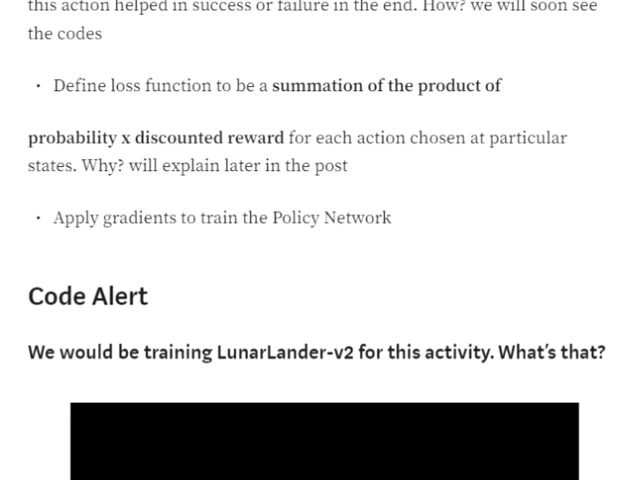 this action helped in success or failure in the end. How? we will soon see
the codes
· Define loss function to be a summation of the product of
probability x discounted reward for each action chosen at particular
states. Why? will explain later in the post
· Apply gradients to train the Policy Network
Code Alert
We would be training LunarLander-v2 for this activity. What’s that?